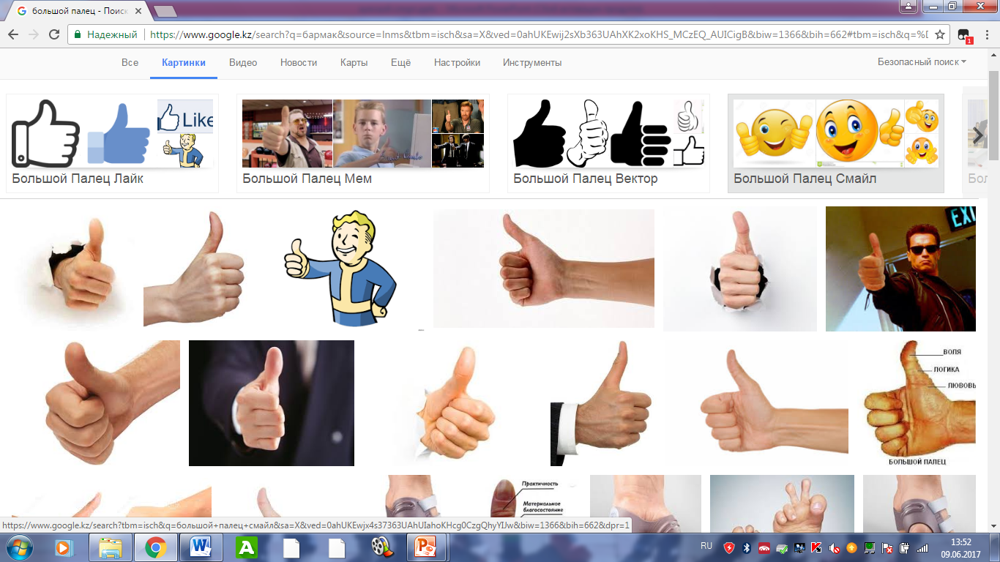 большой палец - Поиск
Надежный
https://www.google.kz/search?q=бармак&source=lnms&tbm=isch&sa=X&ved=0ahUKEwij2sXb363UAhXK2xoKHS_MCzEQ_AUICigB&biw=1366&bih=662#tbm=isch&q=%D
1
Все
Картинки
Видео
Новости
Карты
Ещё
Настройки
Инструменты
Безопасный поиск
Like
Большой Палец Лайк
Большой Палец Мем
Большой Палец Вектор
Большой Палец Смайл
Бол
EXI
ВОЛЯ
ЛОГИКА
ЛЮБОВЬ
БОЛЬШОЙ ПАЛЕЦ
Практичность
Материальное
благосостояние
https://www.google.kz/search?tbm=isch&q=большой+палец+смайл&sa=X&ved=0ahUKEwjx4s37363UAhUIahoKHcg0CzgQhyYIJw&biw=1366&bih=662&dpr=1
RU
13:52
09.06.2017